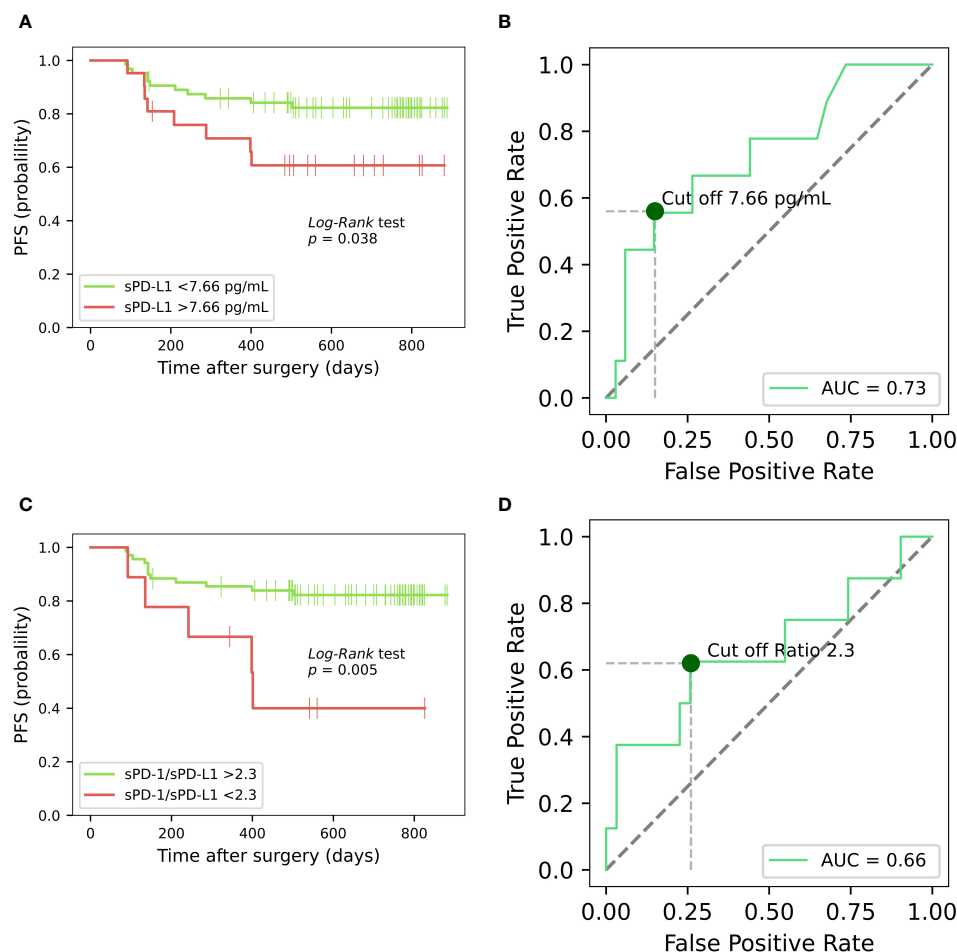 A
1.0
0.8
0.6
0.4
0.2
0.0
PFS (probalility)
Log-Rank test
p = 0.038
sPD-L1 <7.66 pg/mL
sPD-L1 >7.66 pg/mL
0 200 400 600 800
Time after surgery (days)
B
1.0
0.8
0.6
0.4
0.2
0.0
True Positive Rate
Cut off 7.66 pg/mL
AUC = 0.73
0.00 0.25 0.50 0.75 1.00
False Positive Rate
C
1.0
0.8
0.6
0.4
0.2
0.0
PFS (probalility)
Log-Rank test
p = 0.005
sPD-1/sPD-L1 >2.3
sPD-1/sPD-L1 <2.3
0 200 400 600 800
Time after surgery (days)
D
1.0
0.8
0.6
0.4
0.2
0.0
True Positive Rate
Cut off Ratio 2.3
AUC = 0.66
0.00 0.25 0.50 0.75 1.00
False Positive Rate